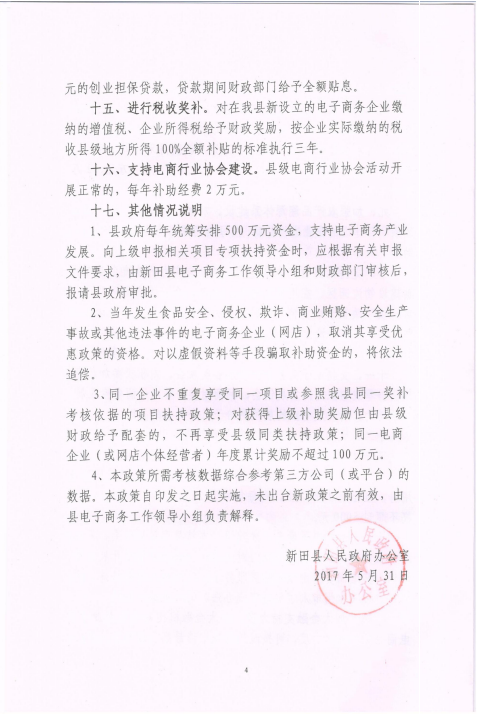 元的创业担保贷款，贷款期间财政部门给予全额贴息。
十五、进行税收奖补。对在我县新设立的电子商务企业缴
纳的增值税、企业所得税给予财政奖励，按企业实际缴纳的税
收县级地方所得 100%全额补贴的标准执行三年。
十六、支持电商行业协会建设。县级电商行业协会活动开
展正常的，每年补助经费 2 万元。
十七、其他情况说明
1、县政府每年统筹安排 500 万元资金，支持电子商务产业
发展。向上级申报相关项目专项扶持资金时，应根据有关申报
文件要求，由新田县电子商务工作领导小组和财政部门审核后，
报请县政府审批。
2、当年发生食品安全、侵权、欺诈、商业贿赂、安全生产
事故或其他违法事件的电子商务企业（网店），取消其享受优
惠政策的资格。对以虚假资料等手段骗取补助资金的，将依法
追偿。
3、同一企业不重复享受同一项目或参照我县同一奖补
考核依据的项目扶持政策；对获得上级补助奖励但由县级
财政给予配套的，不再享受县级同类扶持政策；同一电商
企业（或网店个体经营者）年度累计奖励不超过 100 万元。
4、本政策所需考核数据综合参考第三方公司（或平台）的
数据。本政策自印发之日起实施，未出台新政策之前有效，由
县电子商务工作领导小组负责解释。
新田县人民政府办公室
2017 年 5 月 31 日
县人民政
办公室
4